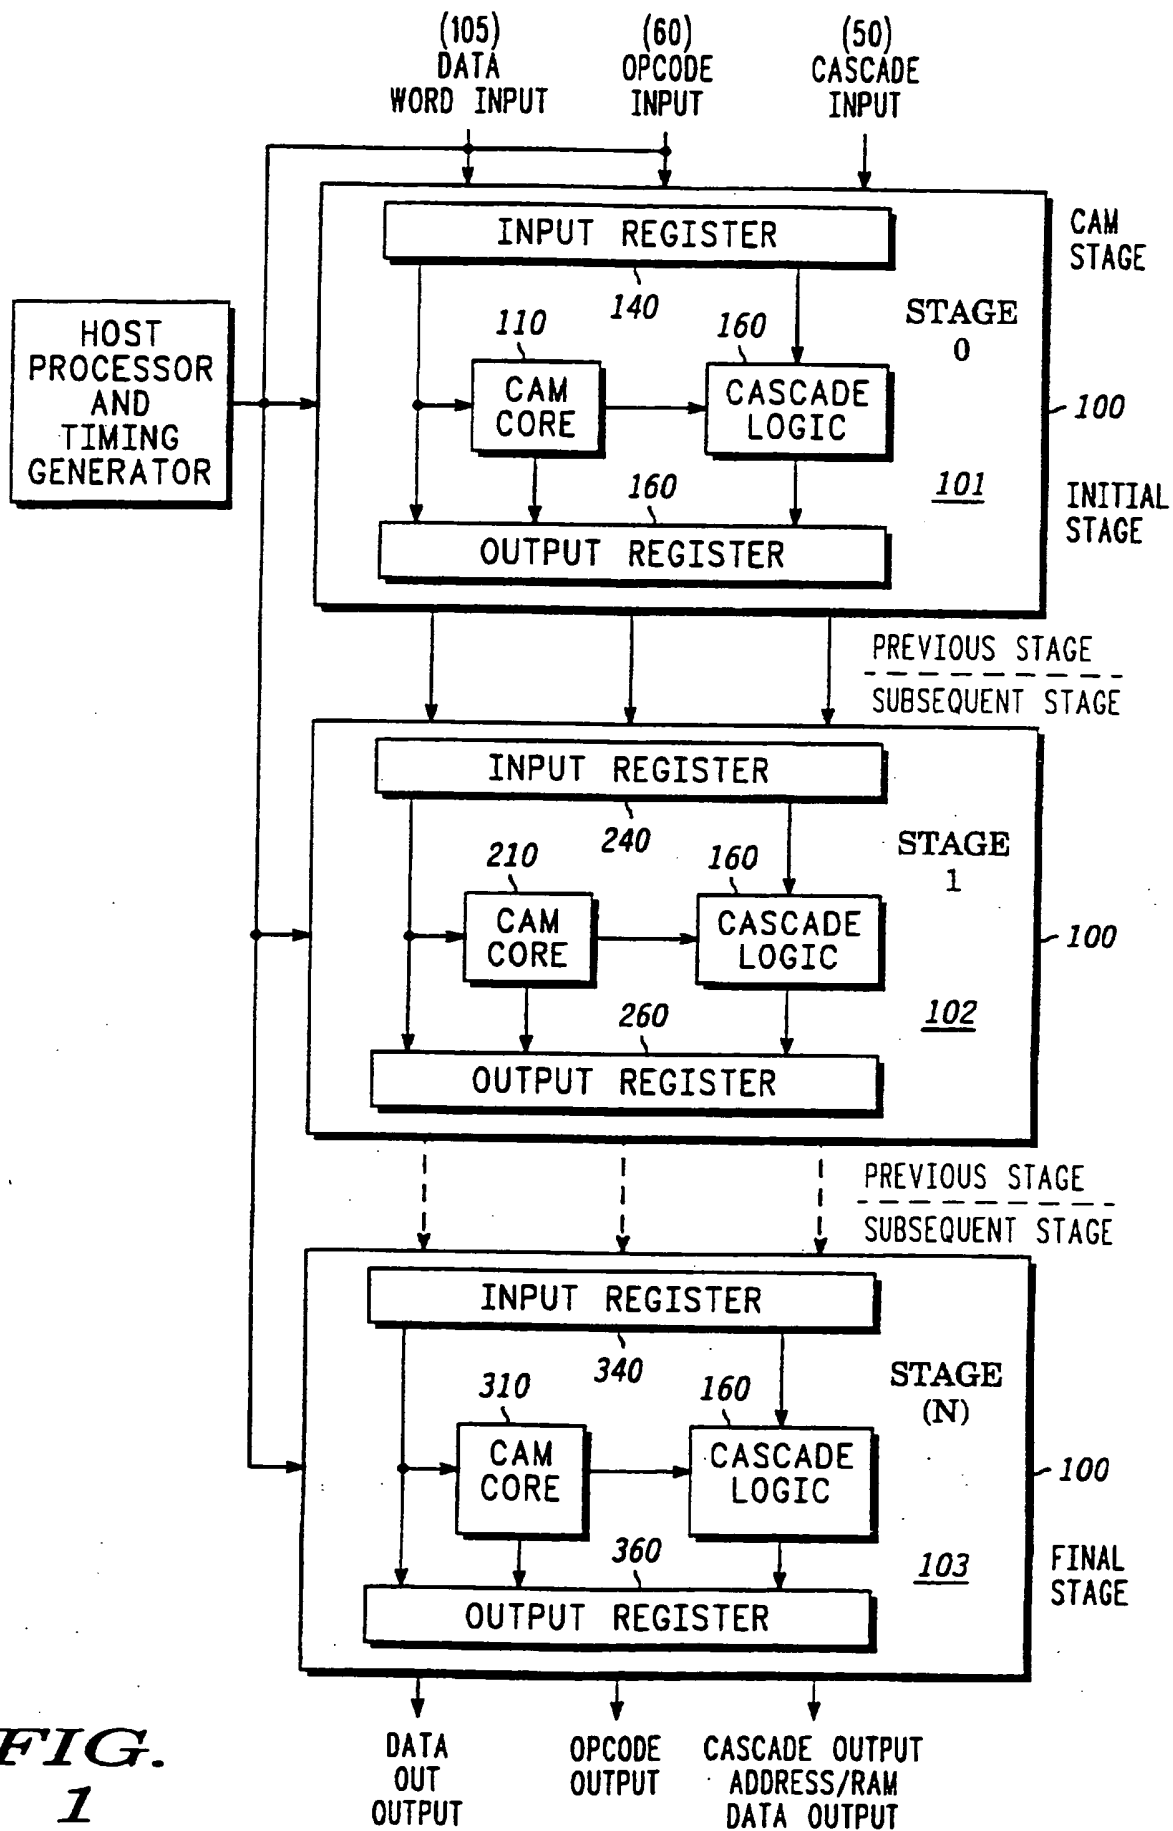 (105)
DATA
WORD INPUT
(60)
OPCODE
INPUT
(50)
CASCADE
INPUT
INPUT REGISTER
140
CAM
STAGE
STAGE
0
HOST
PROCESSOR
AND
TIMING
GENERATOR
110
CAM
CORE
160
CASCADE
LOGIC
100
101
INITIAL
STAGE
160
OUTPUT REGISTER
PREVIOUS STAGE
SUBSEQUENT STAGE
INPUT REGISTER
240
STAGE
1
210
CAM
CORE
160
CASCADE
LOGIC
100
102
260
OUTPUT REGISTER
PREVIOUS STAGE
SUBSEQUENT STAGE
INPUT REGISTER
340
STAGE
(N)
310
CAM
CORE
160
CASCADE
LOGIC
100
103
FINAL
STAGE
360
OUTPUT REGISTER
DATA
OUT
OUTPUT
OPCODE
OUTPUT
CASCADE OUTPUT
ADDRESS/RAM
DATA OUTPUT
FIG.
1